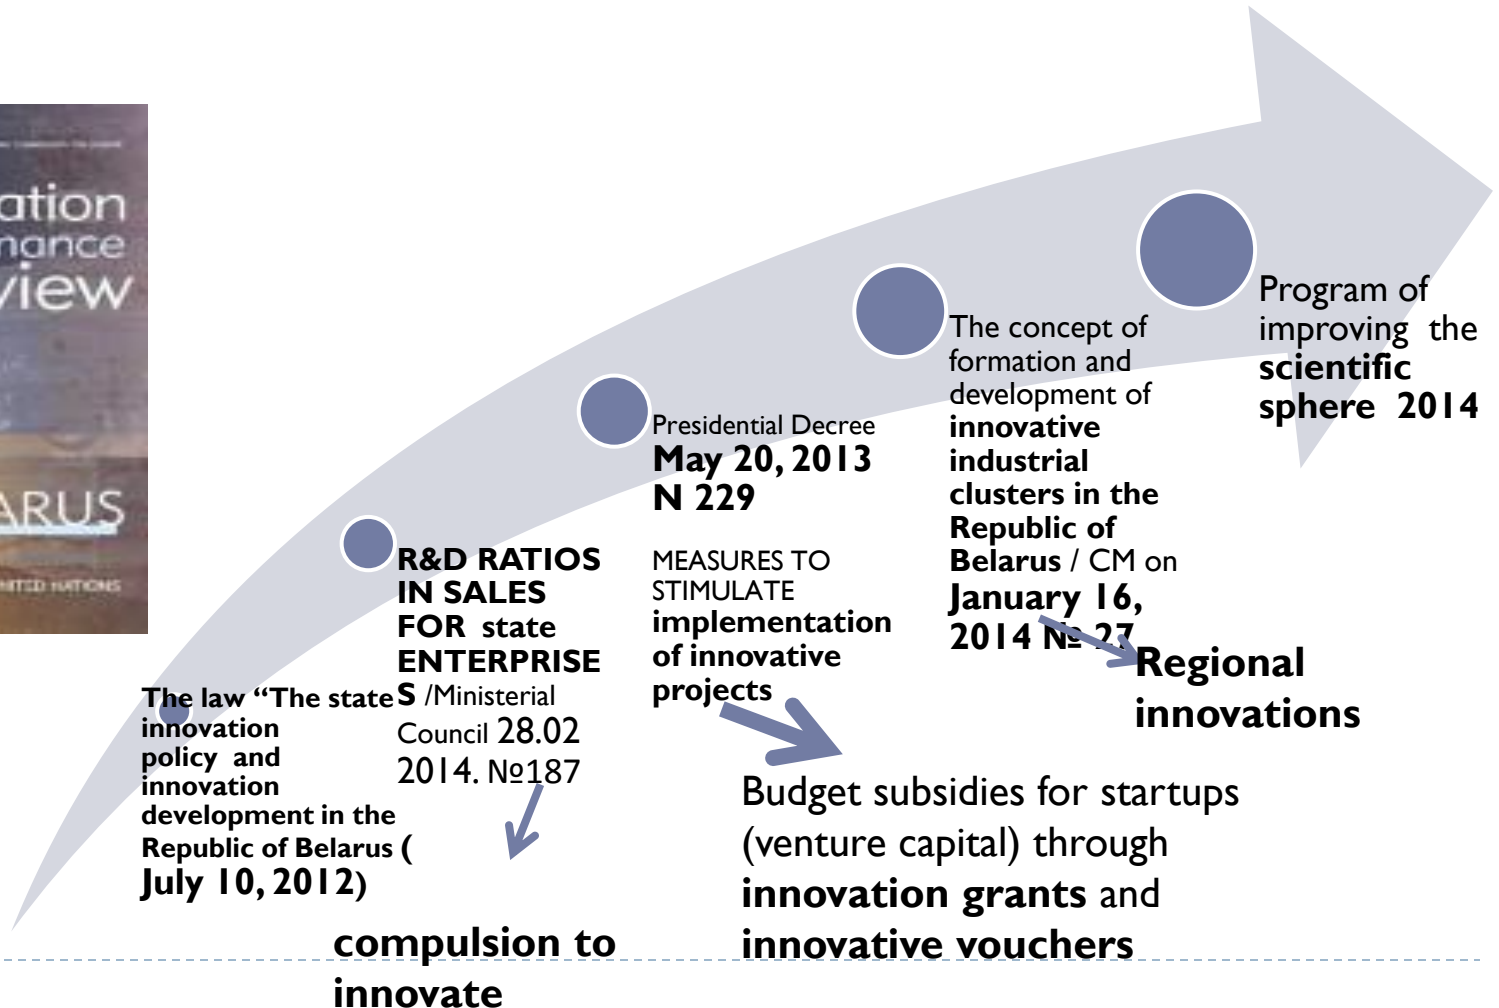 ation
mance
view
ARUS
UNITED NATIONS
The law “The state
innovation
policy and
innovation
development in the
Republic of Belarus (
July 10, 2012)
R&D RATIOS
IN SALES
FOR state
ENTERPRISE
S /Ministerial
Council 28.02
2014. №187
compulsion to
innovate
Presidential Decree
May 20, 2013
N 229
MEASURES TO
STIMULATE
implementation
of innovative
projects
Budget subsidies for startups
(venture capital) through
innovation grants and
innovative vouchers
The concept of
formation and
development of
innovative
industrial
clusters in the
Republic of
Belarus / CM on
January 16,
2014 № 27
Regional
innovations
Program of
improving the
scientific
sphere 2014